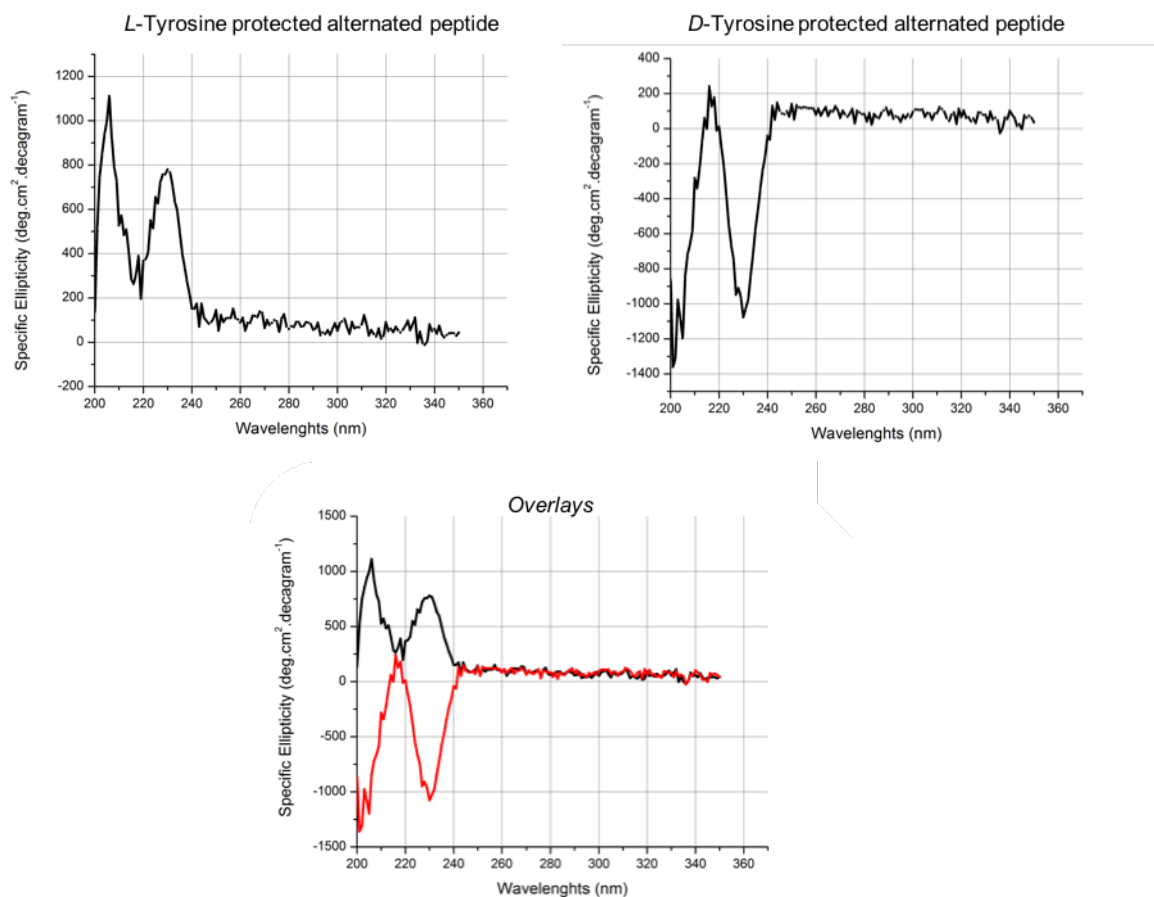 L-Tyrosine protected alternated peptide
1200
1000
800
600
400
200
0
-200
200 220 240 260 280 300 320 340 360
Specific Ellipticity (deg.cm².decagram⁻¹)
Wavelenghts (nm)
D-Tyrosine protected alternated peptide
400
200
0
-200
-400
-600
-800
-1000
-1200
-1400
200 220 240 260 280 300 320 340 360
Specific Ellipticity (deg.cm².decagram⁻¹)
Wavelenghts (nm)
Overlays
1500
1000
500
0
-500
-1000
-1500
200 220 240 260 280 300 320 340 360
Specific Ellipticity (deg.cm².decagram⁻¹)
Wavelenghts (nm)